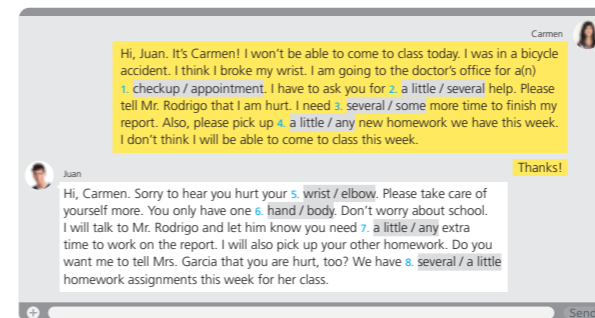 Carmen
Hi, Juan. It's Carmen! I won't be able to come to class today. I was in a bicycle
accident. I think I broke my wrist. I am going to the doctor's office for a(n)
1. checkup / appointment. I have to ask you for 2. a little / several help. Please
tell Mr. Rodrigo that I am hurt. I need 3. several / some more time to finish my
report. Also, please pick up 4. a little / any new homework we have this week.
I don't think I will be able to come to class this week.
Thanks!
Juan
Hi, Carmen. Sorry to hear you hurt your 5. wrist / elbow. Please take care of
yourself more. You only have one 6. hand / body. Don't worry about school.
I will talk to Mr. Rodrigo and let him know you need 7. a little / any extra
time to work on the report. I will also pick up your other homework. Do you
want me to tell Mrs. Garcia that you are hurt, too? We have 8. several / a little
homework assignments this week for her class.
Send